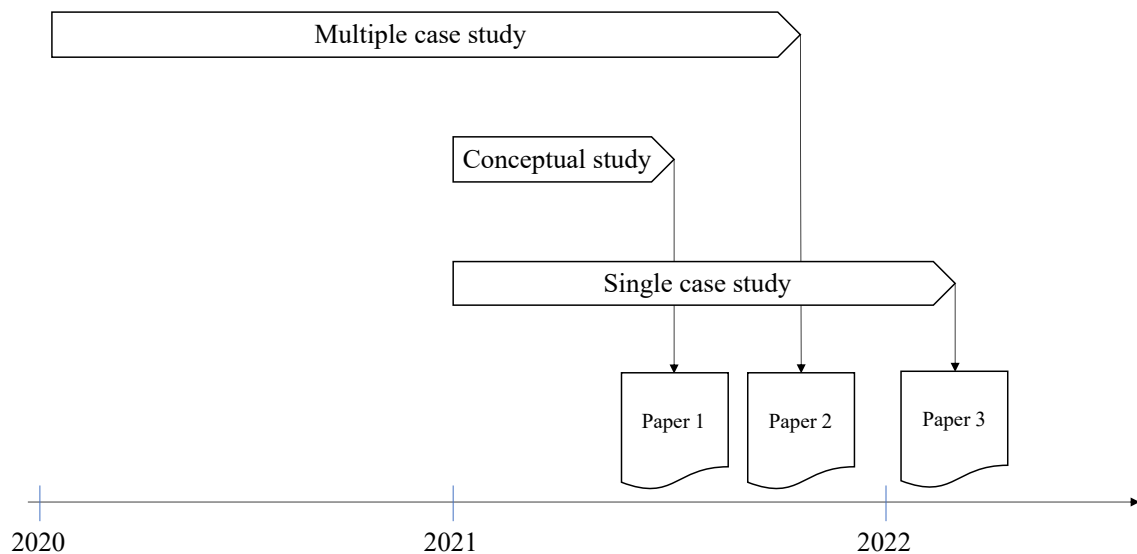 Multiple case study
Conceptual study
Single case study
Paper 1
Paper 2
Paper 3
2020
2021
2022